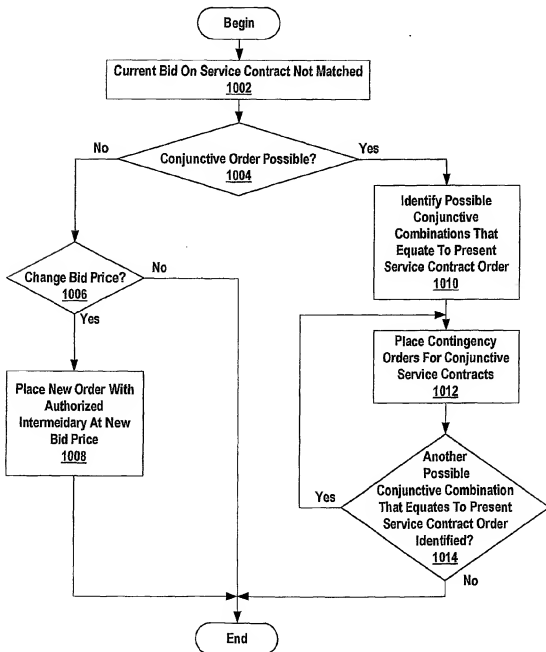 Begin
Current Bid On Service Contract Not Matched
1002
No
Conjunctive Order Possible?
1004
Yes
Change Bid Price?
1006
No
Yes
Place New Order With
Authorized
Intermeidary At New
Bid Price
1008
Identify Possible
Conjunctive
Combinations That
Equate To Present
Service Contract Order
1010
Place Contingency
Orders For Conjunctive
Service Contracts
1012
Another
Possible
Conjunctive Combination
That Equates To Present
Service Contract Order
Identified?
1014
Yes
No
End